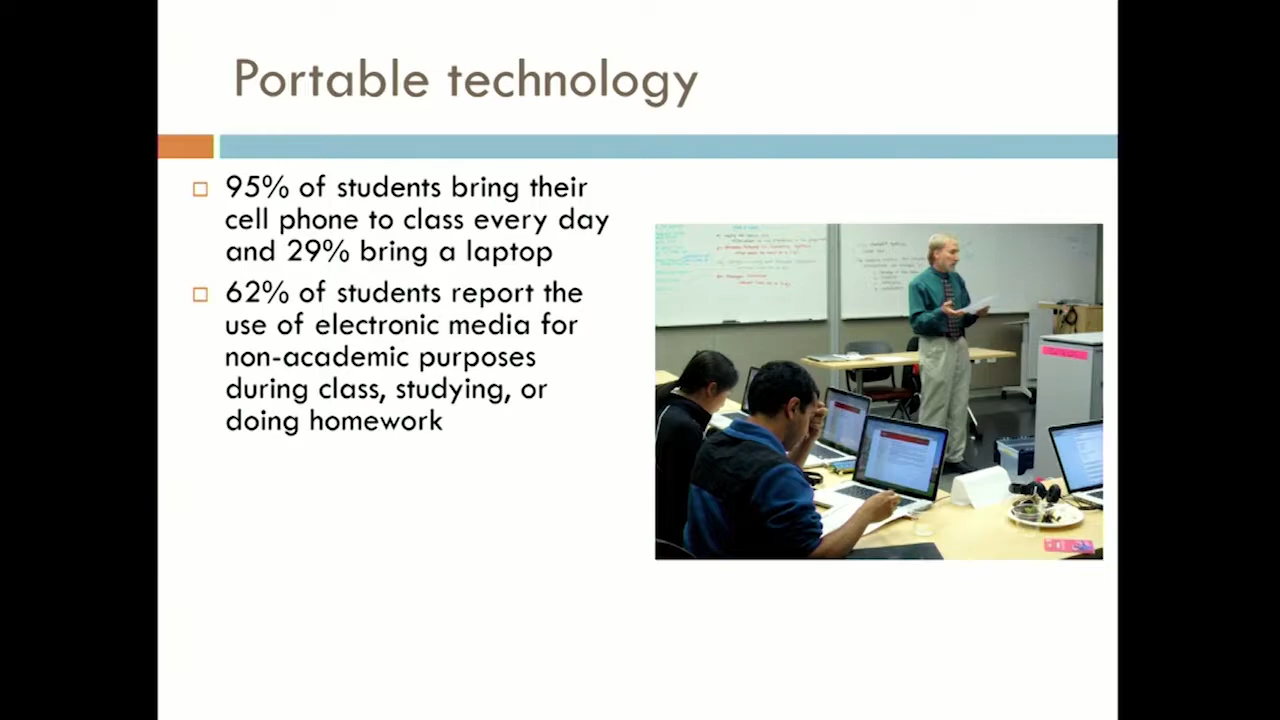 Portable technology
95% of students bring their
cell phone to class every day
and 29% bring a laptop
62% of students report the
use of electronic media for
non-academic purposes
during class, studying, or
doing homework